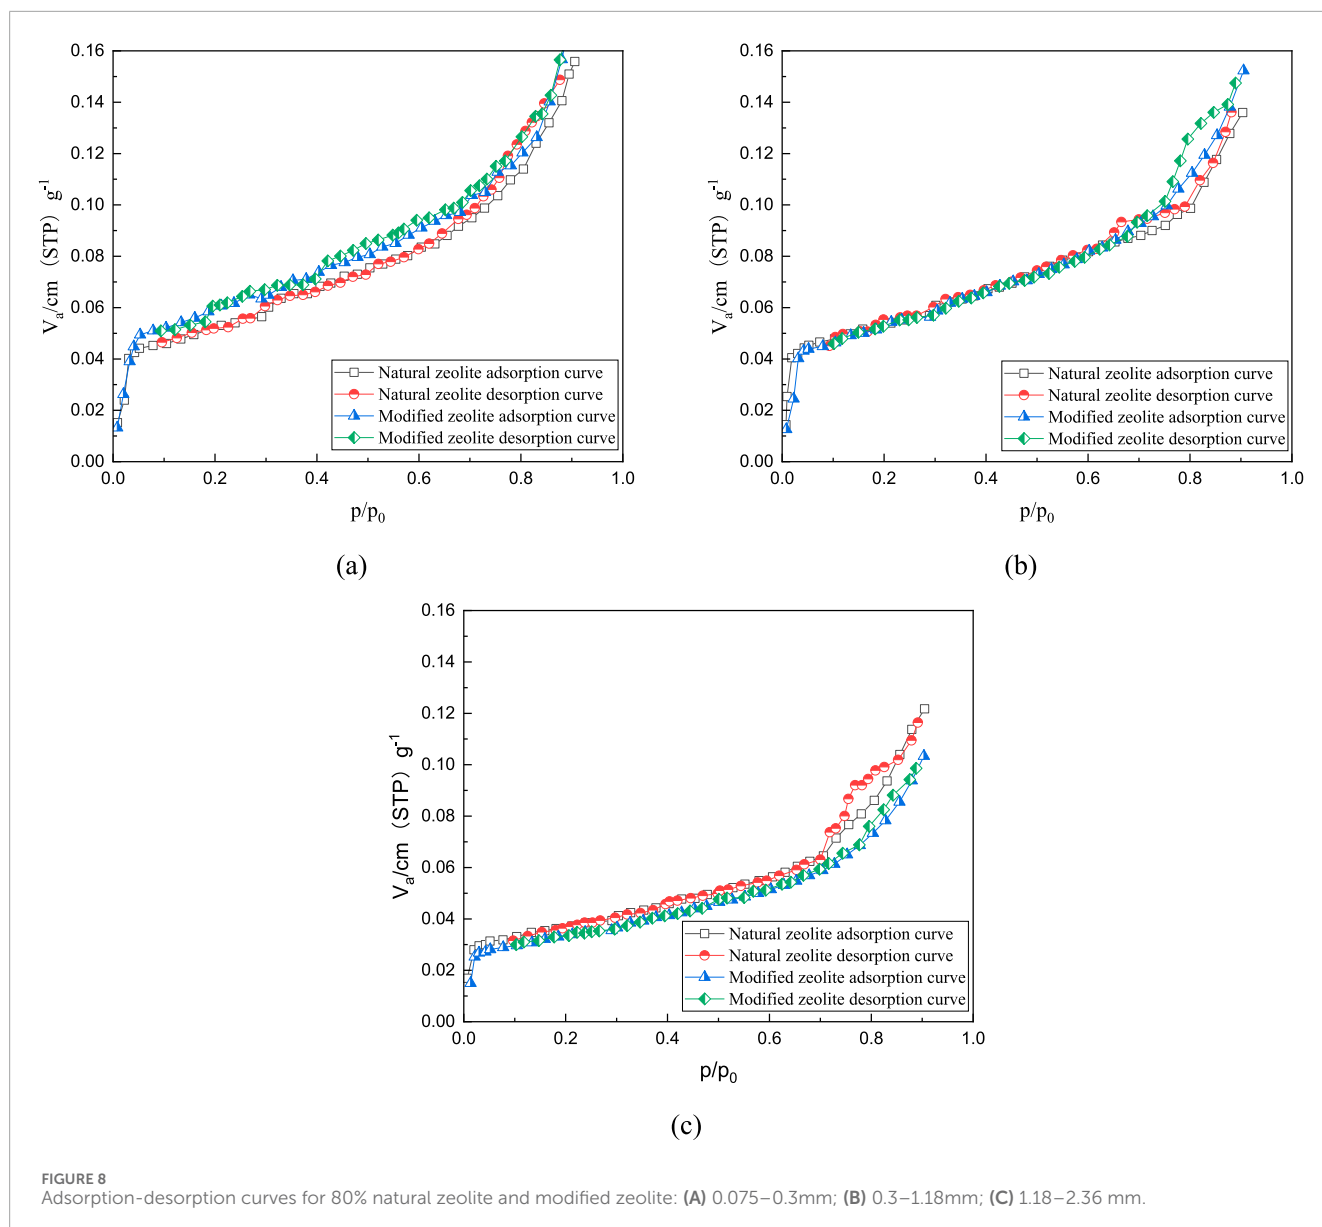 0.16
0.14
0.12
0.10
0.08
0.06
0.04
0.02
0.00
Va/cm (STP) g-1
Natural zeolite adsorption curve
Natural zeolite desorption curve
Modified zeolite adsorption curve
Modified zeolite desorption curve
0.0 0.2 0.4 0.6 0.8 1.0
p/p0
(a)
0.16
0.14
0.12
0.10
0.08
0.06
0.04
0.02
0.00
Va/cm (STP) g-1
Natural zeolite adsorption curve
Natural zeolite desorption curve
Modified zeolite adsorption curve
Modified zeolite desorption curve
0.0 0.2 0.4 0.6 0.8 1.0
p/p0
(b)
0.16
0.14
0.12
0.10
0.08
0.06
0.04
0.02
0.00
Va/cm (STP) g-1
Natural zeolite adsorption curve
Natural zeolite desorption curve
Modified zeolite adsorption curve
Modified zeolite desorption curve
0.0 0.2 0.4 0.6 0.8 1.0
p/p0
(c)
FIGURE 8
Adsorption-desorption curves for 80% natural zeolite and modified zeolite: (A) 0.075–0.3mm; (B) 0.3–1.18mm; (C) 1.18–2.36 mm.